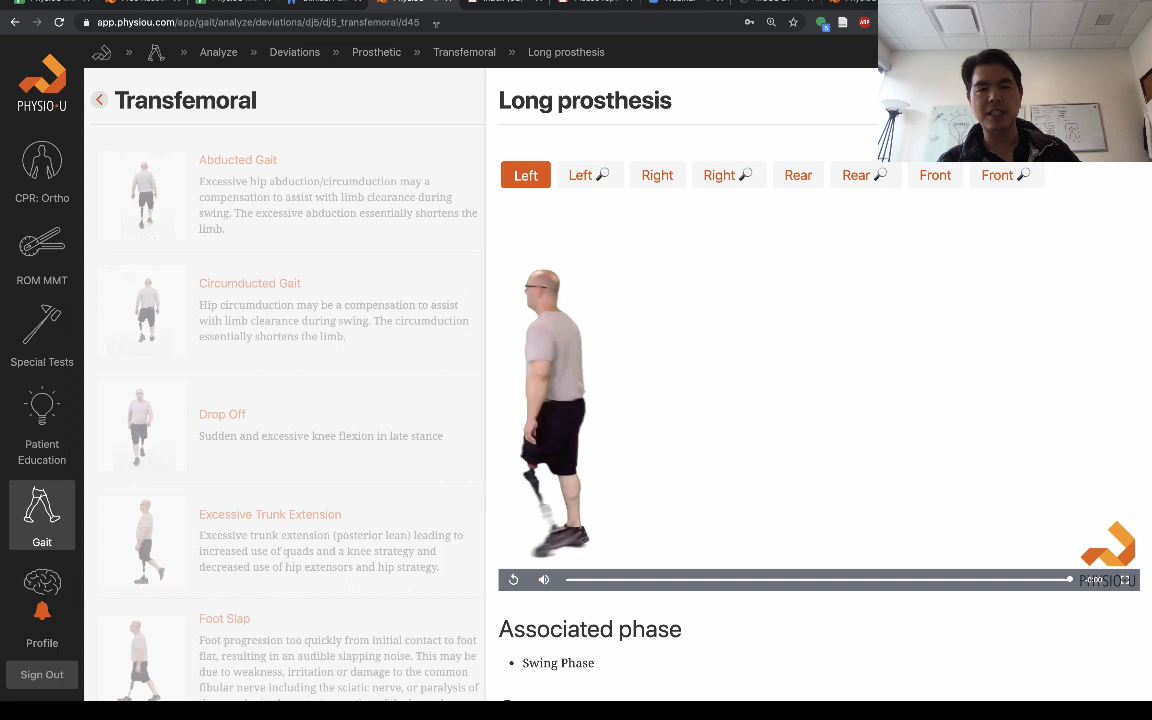 app.physiou.com/app/gait/analyze/deviations/dj5/dj5_transfemoral/d45
ABP
» » Analyze » Deviations » Prosthetic » Transfemoral » Long prosthesis
PHYSIO U
CPR: Ortho
ROM MMT
Special Tests
Patient
Education
Gait
Profile
Sign Out
Transfemoral
Abducted Gait
Excessive hip abduction/circumduction may a
compensation to assist with limb clearance during
swing. The excessive abduction essentially shortens the
limb.
Circumducted Gait
Hip circumduction may be a compensation to assist
with limb clearance during swing. The circumduction
essentially shortens the limb.
Drop Off
Sudden and excessive knee flexion in late stance
Excessive Trunk Extension
Excessive trunk extension (posterior lean) leading to
increased use of quads and a knee strategy and
decreased use of hip extensors and hip strategy.
Foot Slap
Foot progression too quickly from initial contact to foot
flat, resulting in an audible slapping noise. This may be
due to weakness, irritation or damage to the common
fibular nerve including the sciatic nerve, or paralysis of
Long prosthesis
Left Left Right Right Rear Rear Front Front
-0:00
PHYSIOU
Associated phase
• Swing Phase